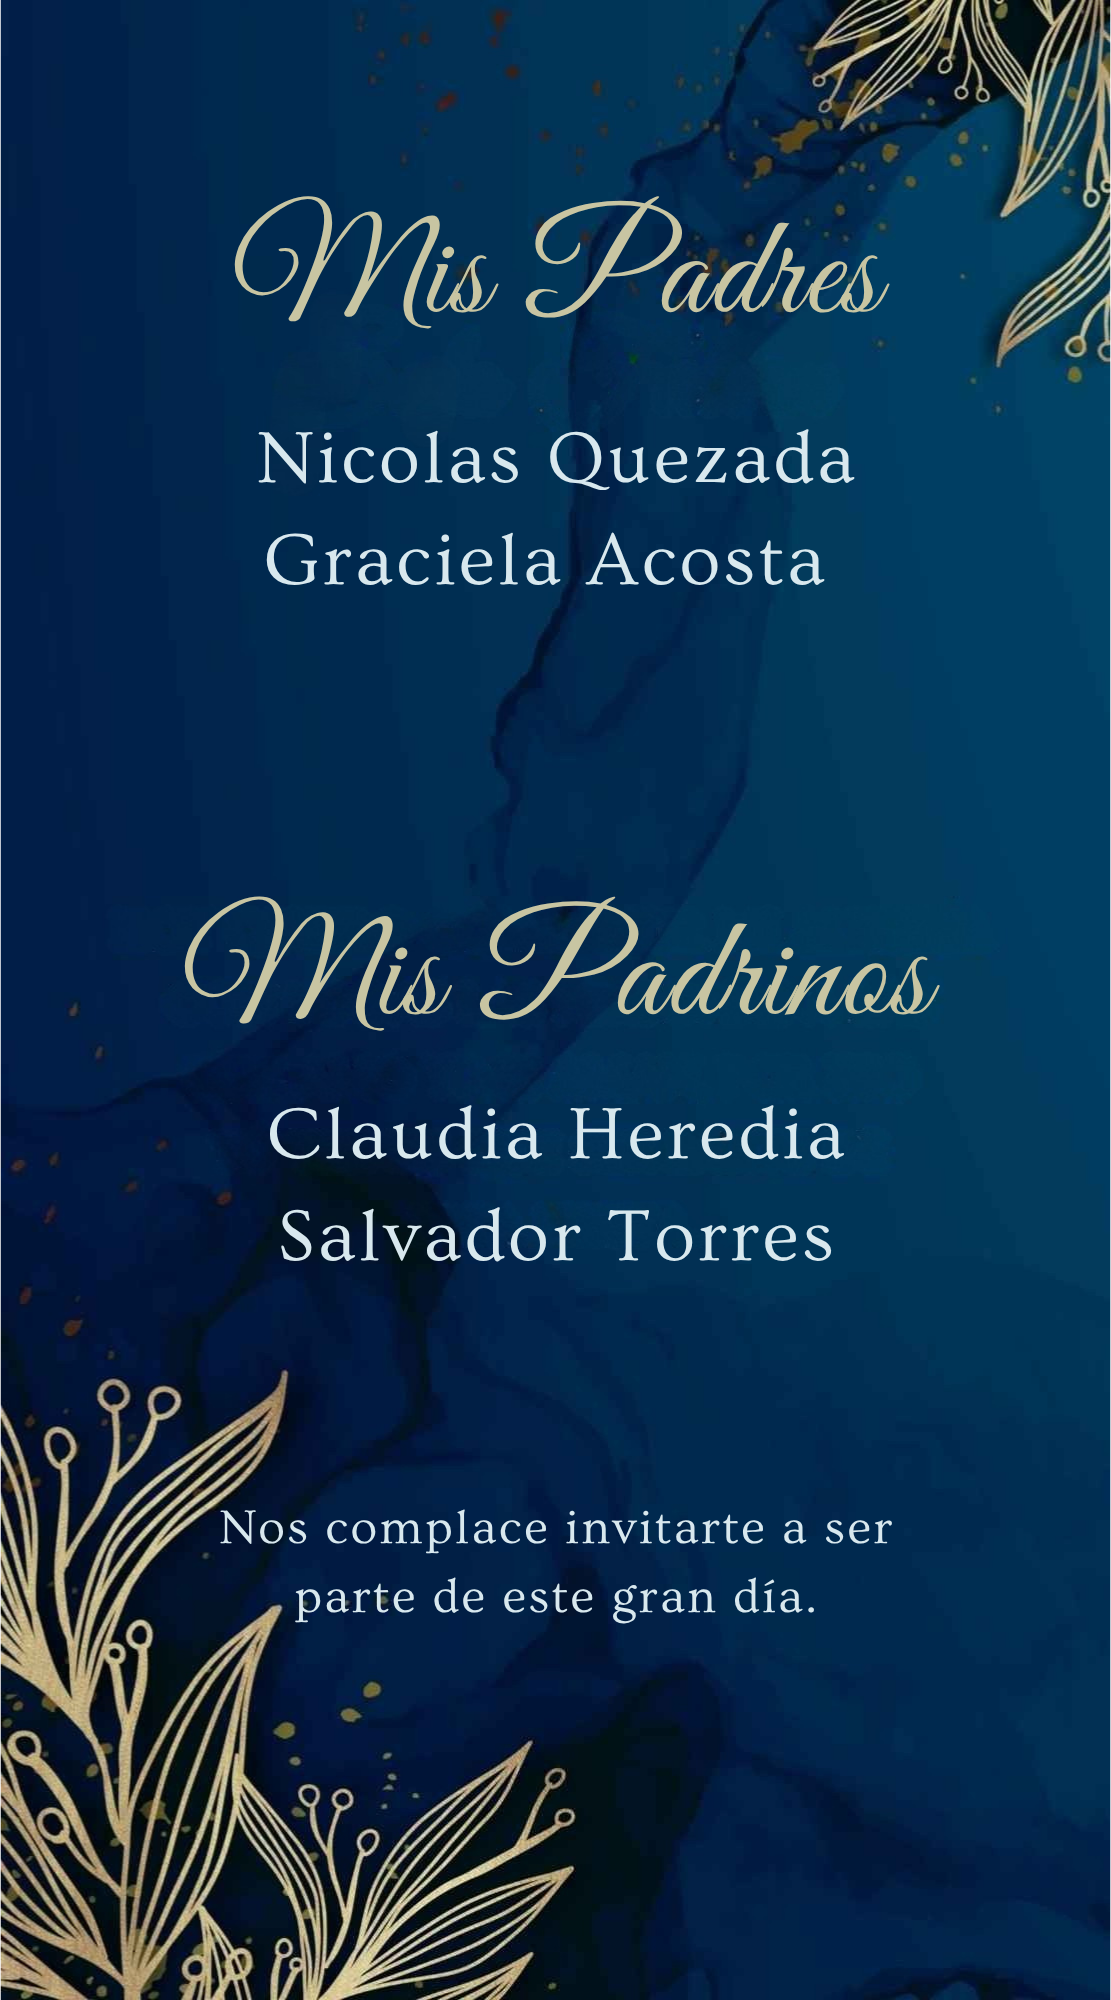 Mis Padres
Nicolas Quezada
Graciela Acosta
Mis Padrinos
Claudia Heredia
Salvador Torres
Nos complace invitarte a ser
parte de este gran día.